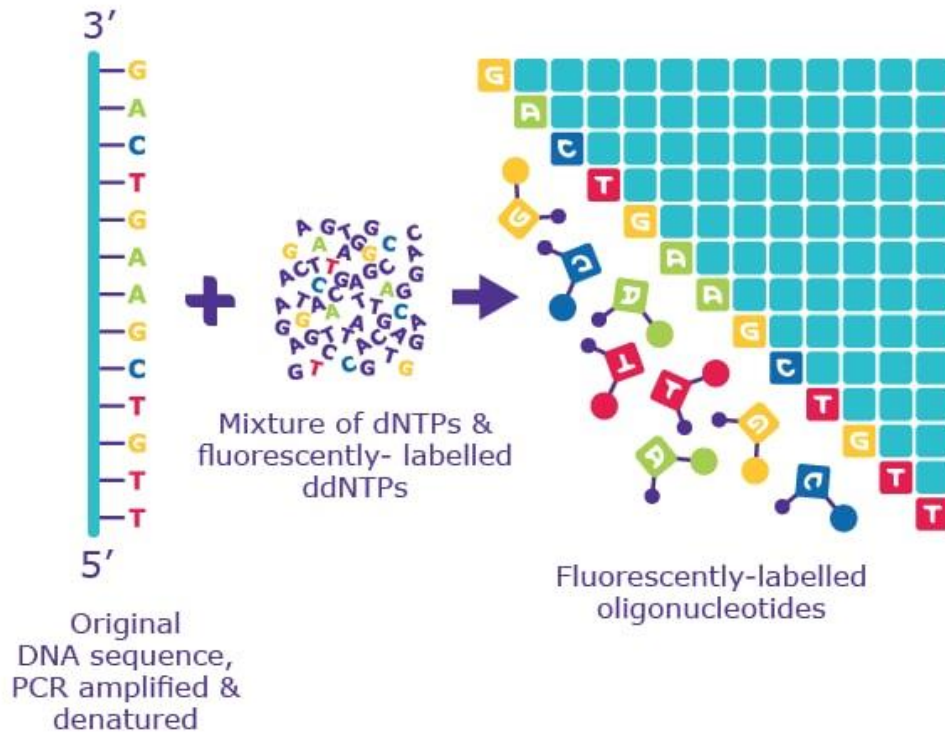 3’
G
A
C
T
G
A
A
G
C
T
G
T
T
5’
Original
DNA sequence,
PCR amplified &
denatured
Mixture of dNTPs &
fluorescently- labelled
ddNTPs
G
A
C
T
G
A
A
G
C
T
G
T
T
G
C
A
T
T
G
A
C
Fluorescently-labelled
oligonucleotides